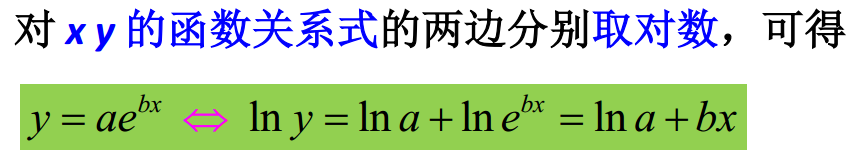 对 x y 的函数关系式的两边分别取对数，可得
y = ae^{bx} ⇔ ln y = ln a + ln e^{bx} = ln a + bx